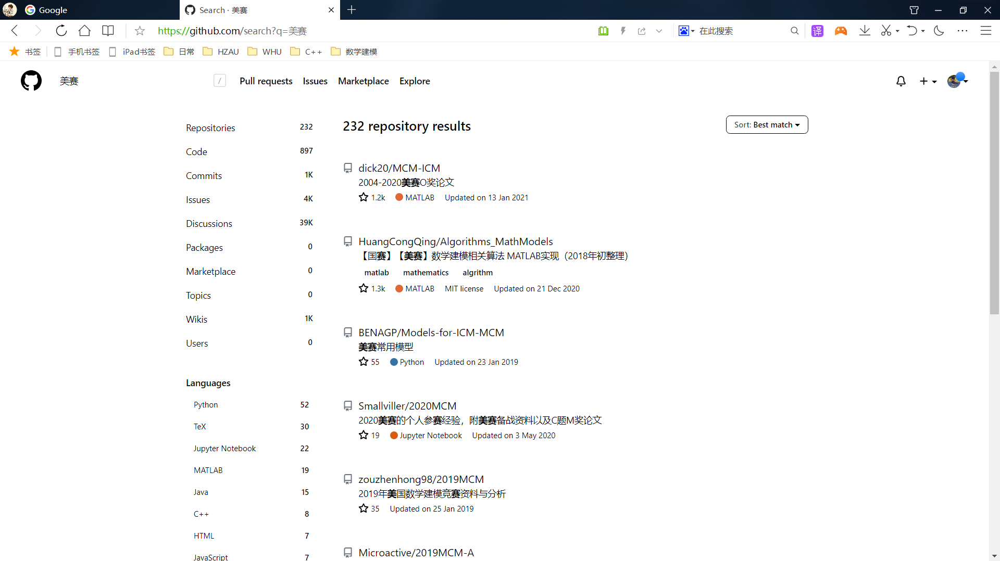 Google
Search · 美赛
https://github.com/search?q=美赛
在此搜索
译
书签
手机书签
iPad书签
日常
HZAU
WHU
C++
数学建模
美赛
/
Pull requests
Issues
Marketplace
Explore
Repositories 232
Code 897
Commits 1K
Issues 4K
Discussions 39K
Packages 0
Marketplace 0
Topics 0
Wikis 1K
Users 0
Languages
Python 52
TeX 30
Jupyter Notebook 22
MATLAB 19
Java 15
C++ 8
HTML 7
JavaScript 7
232 repository results
Sort: Best match
dick20/MCM-ICM
2004-2020美赛O奖论文
1.2k MATLAB Updated on 13 Jan 2021
HuangCongQing/Algorithms_MathModels
【国赛】【美赛】数学建模相关算法 MATLAB实现（2018年初整理）
matlab mathematics algrithm
1.3k MATLAB MIT license Updated on 21 Dec 2020
BENAGP/Models-for-ICM-MCM
美赛常用模型
55 Python Updated on 23 Jan 2019
Smallviller/2020MCM
2020美赛的个人参赛经验，附美赛备战资料以及C题M奖论文
19 Jupyter Notebook Updated on 3 May 2020
zouzhenhong98/2019MCM
2019年美国数学建模竞赛资料与分析
35 Updated on 25 Jan 2019
Microactive/2019MCM-A